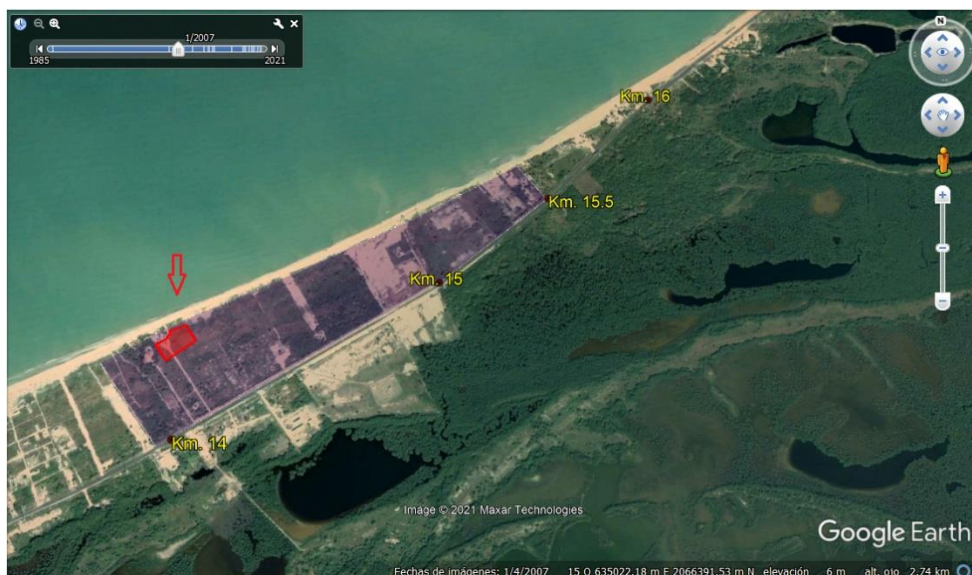 1/2007
1985
2021
N
Km. 16
Km. 15.5
Km. 15
Km. 14
Image © 2021 Maxar Technologies
Google Earth
Fechas de imágenes: 1/4/2007 15 Q 635022.18 m E 2066391.53 m N elevación 6 m alt. ojo 2.74 km